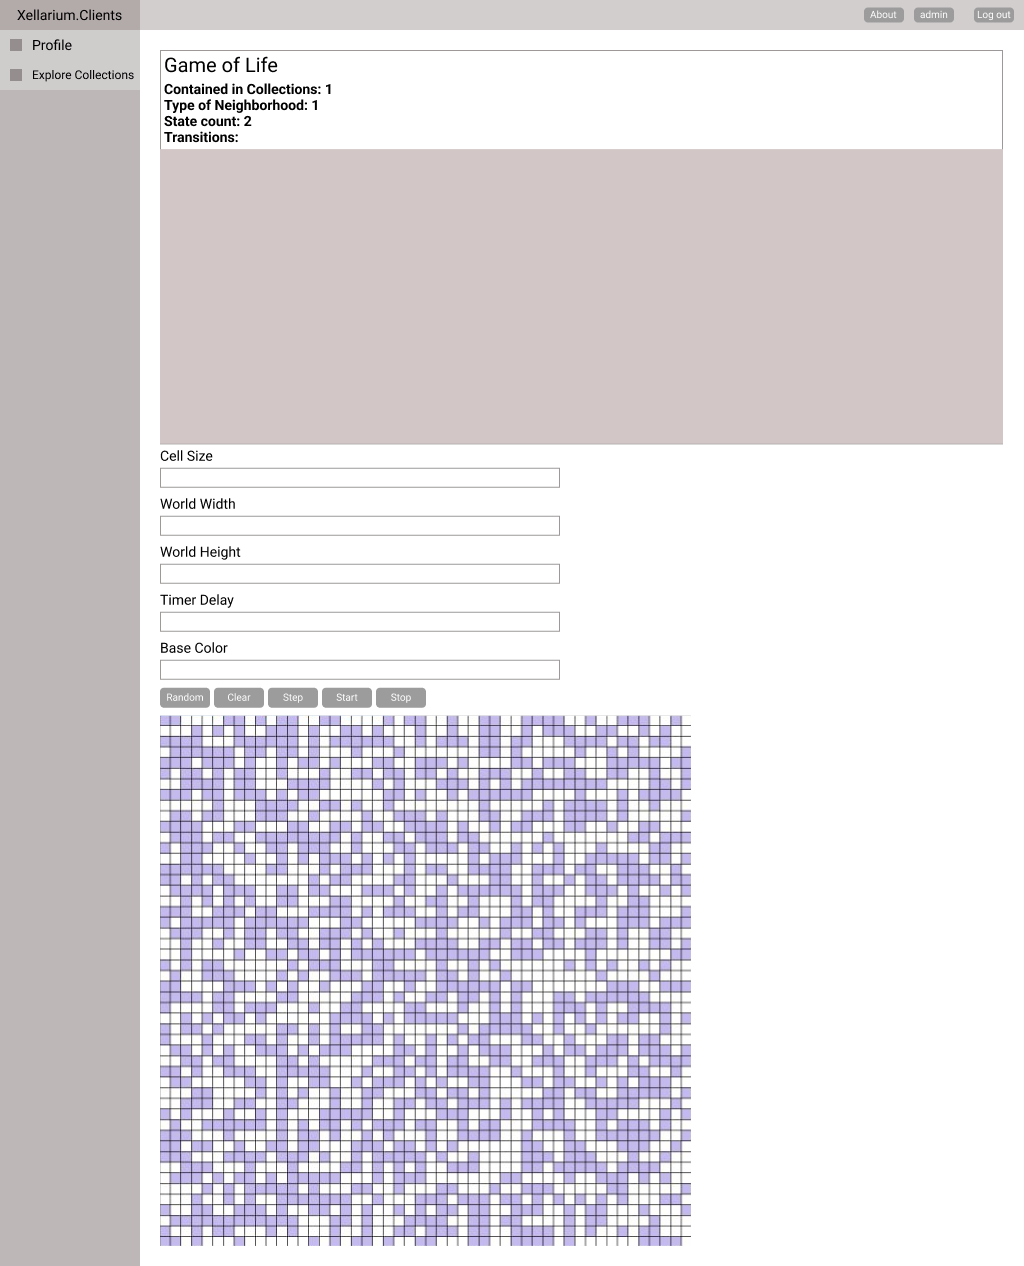 Xellarium.Clients
About
admin
Log out
Profile
Explore Collections
Game of Life
Contained in Collections: 1
Type of Neighborhood: 1
State count: 2
Transitions:
Cell Size
World Width
World Height
Timer Delay
Base Color
Random
Clear
Step
Start
Stop